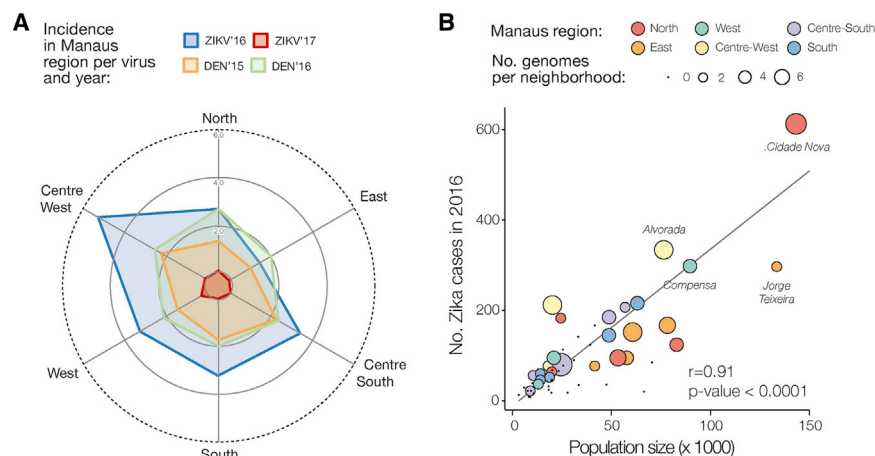 A
Incidence
in Manaus
region per virus
and year:
ZIKV'16
ZIKV'17
DEN'15
DEN'16
North
6.0
4.0
2.0
Centre
West
East
West
Centre
South
South
B
Manaus region:
North
West
Centre-South
East
Centre-West
South
No. genomes
per neighborhood:
0
2
4
6
No. Zika cases in 2016
600
400
200
0
.Cidade Nova
Alvorada
Compensa
Jorge
Teixeira
r=0.91
p-value < 0.0001
0
50
100
150
Population size (x 1000)